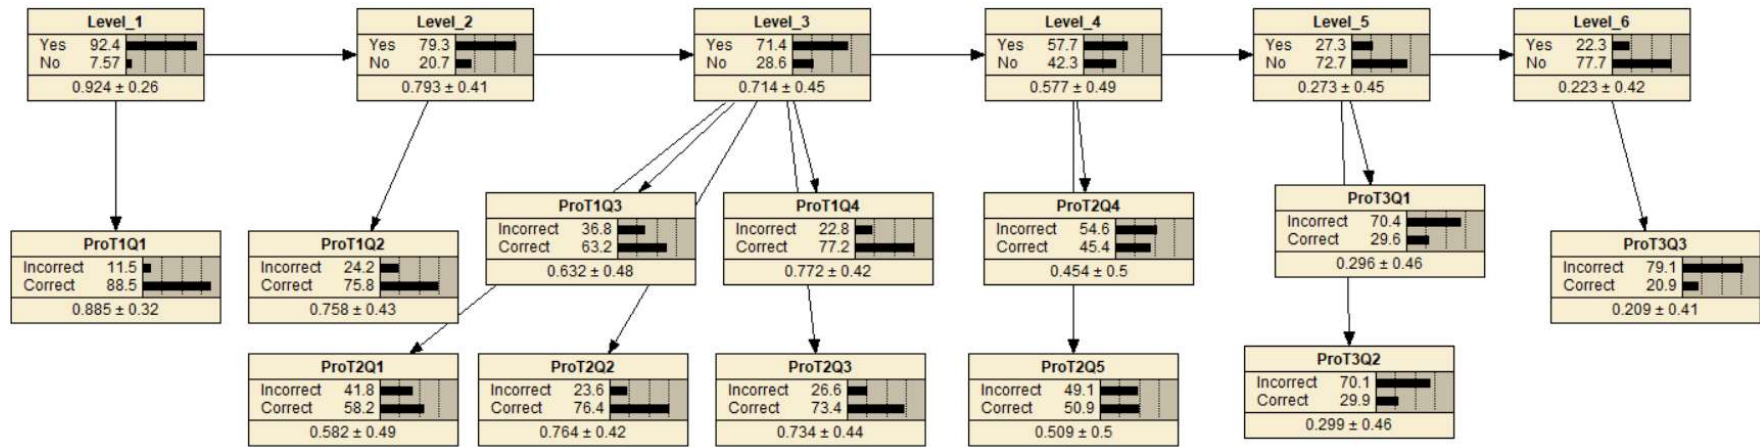 Level_1
Yes 92.4
No 7.57
0.924 ± 0.26
Level_2
Yes 79.3
No 20.7
0.793 ± 0.41
Level_3
Yes 71.4
No 28.6
0.714 ± 0.45
Level_4
Yes 57.7
No 42.3
0.577 ± 0.49
Level_5
Yes 27.3
No 72.7
0.273 ± 0.45
Level_6
Yes 22.3
No 77.7
0.223 ± 0.42
ProT1Q1
Incorrect 11.5
Correct 88.5
0.885 ± 0.32
ProT1Q2
Incorrect 24.2
Correct 75.8
0.758 ± 0.43
ProT1Q3
Incorrect 36.8
Correct 63.2
0.632 ± 0.48
ProT1Q4
Incorrect 22.8
Correct 77.2
0.772 ± 0.42
ProT2Q4
Incorrect 54.6
Correct 45.4
0.454 ± 0.5
ProT3Q1
Incorrect 70.4
Correct 29.6
0.296 ± 0.46
ProT3Q3
Incorrect 79.1
Correct 20.9
0.209 ± 0.41
ProT2Q1
Incorrect 41.8
Correct 58.2
0.582 ± 0.49
ProT2Q2
Incorrect 23.6
Correct 76.4
0.764 ± 0.42
ProT2Q3
Incorrect 26.6
Correct 73.4
0.734 ± 0.44
ProT2Q5
Incorrect 49.1
Correct 50.9
0.509 ± 0.5
ProT3Q2
Incorrect 70.1
Correct 29.9
0.299 ± 0.46